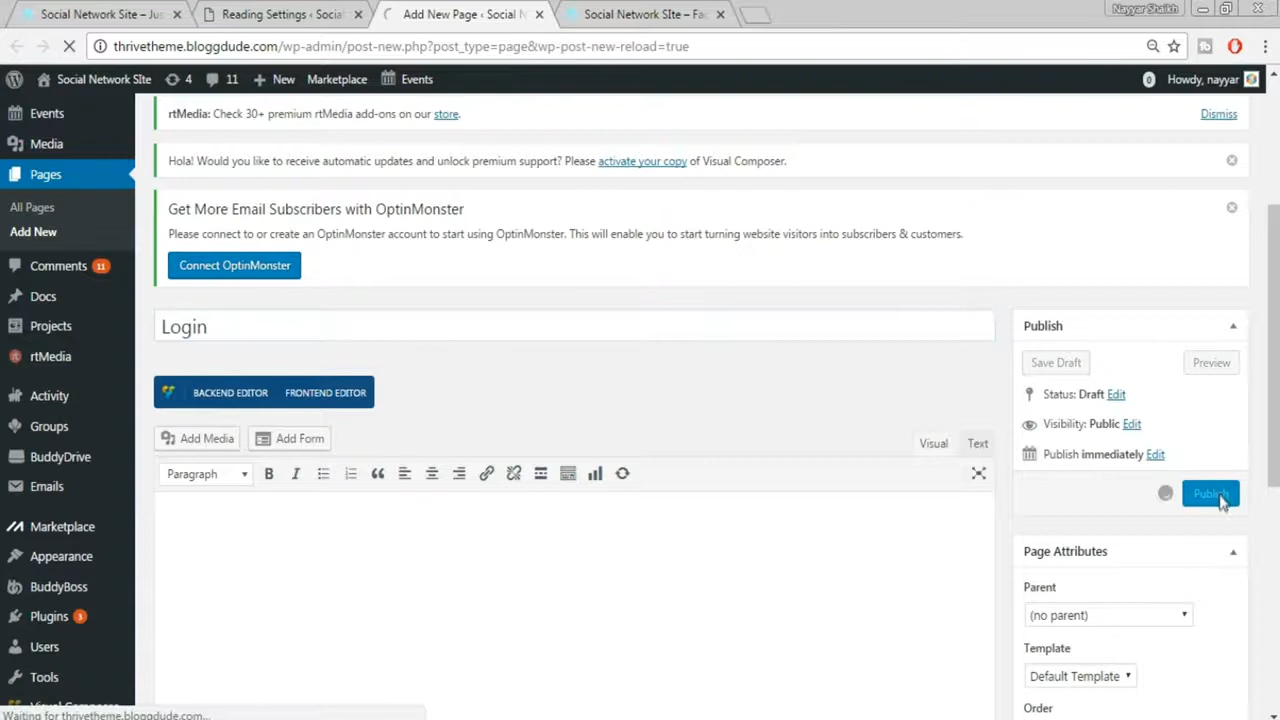 Social Network Site – Jus
Reading Settings ‹ Social
Add New Page ‹ Social N
Social Network SIte – Fac
Nayyar Shaikh
thrivetheme.bloggdude.com/wp-admin/post-new.php?post_type=page&wp-post-new-reload=true
Social Network SIte
4
11
New
Marketplace
Events
0
Howdy, nayyar
Events
Media
Pages
All Pages
Add New
Comments 11
Docs
Projects
rtMedia
Activity
Groups
BuddyDrive
Emails
Marketplace
Appearance
BuddyBoss
Plugins 3
Users
Tools
rtMedia: Check 30+ premium rtMedia add-ons on our store.
Dismiss
Hola! Would you like to receive automatic updates and unlock premium support? Please activate your copy of Visual Composer.
Get More Email Subscribers with OptinMonster
Please connect to or create an OptinMonster account to start using OptinMonster. This will enable you to start turning website visitors into subscribers & customers.
Connect OptinMonster
Login
BACKEND EDITOR
FRONTEND EDITOR
Add Media
Add Form
Visual
Text
Paragraph
B
I
Publish
Save Draft
Preview
Status: Draft Edit
Visibility: Public Edit
Publish immediately Edit
Publish
Page Attributes
Parent
(no parent)
Template
Default Template
Order
Waiting for thrivetheme.bloggdude.com...